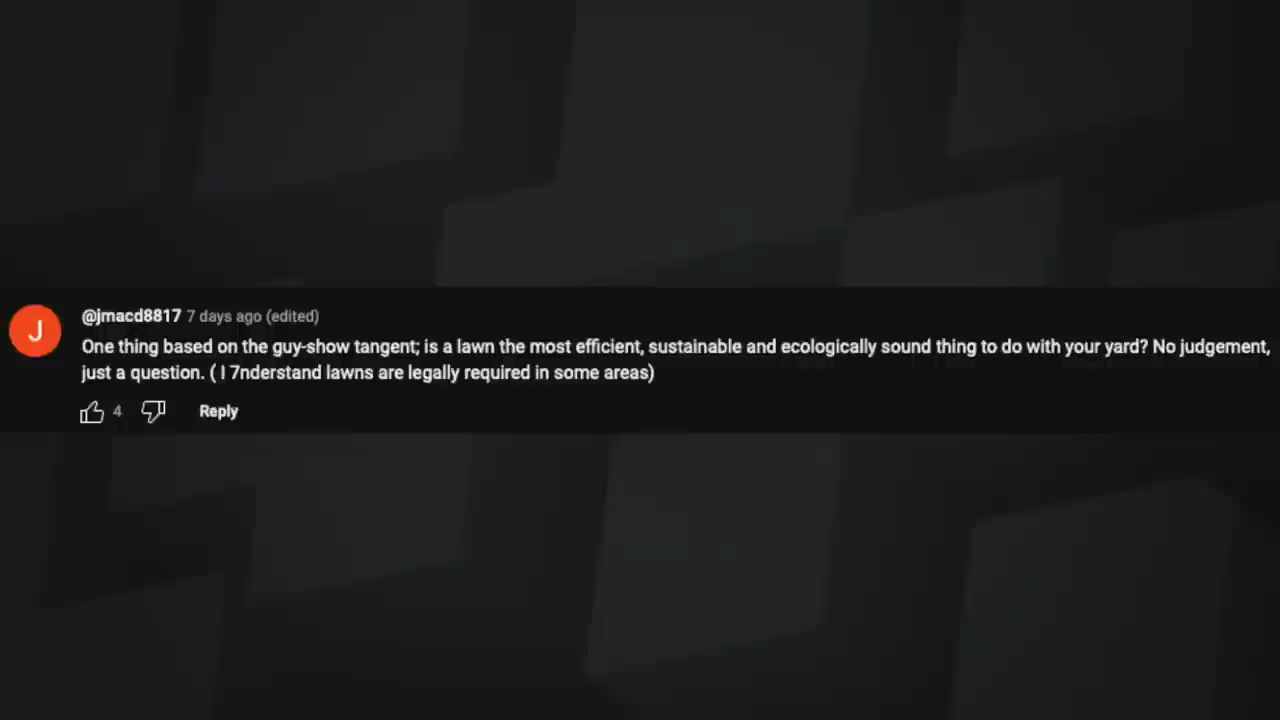 J
@jmacd8817 7 days ago (edited)
One thing based on the guy-show tangent; is a lawn the most efficient, sustainable and ecologically sound thing to do with your yard? No judgement,
just a question. ( I 7nderstand lawns are legally required in some areas)
4 Reply